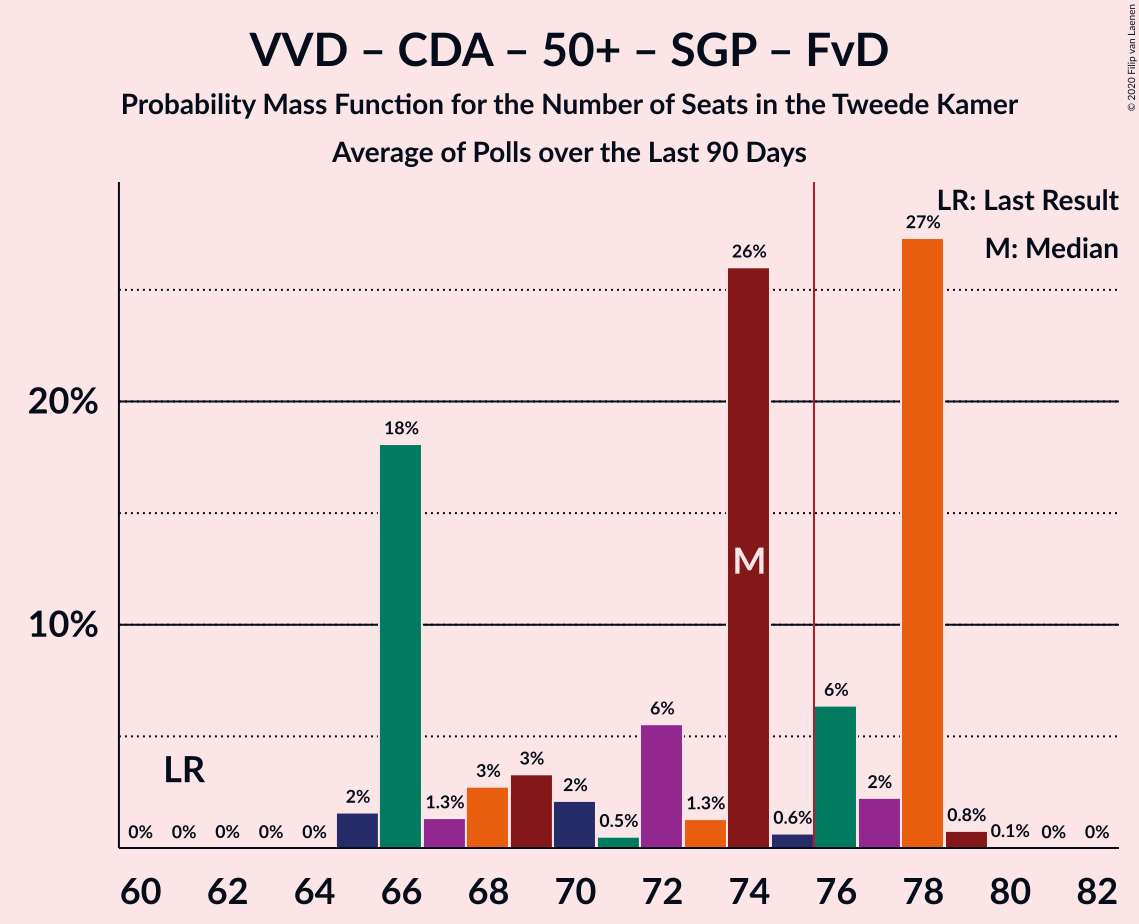 VVD – CDA – 50+ – SGP – FvD
Probability Mass Function for the Number of Seats in the Tweede Kamer
Average of Polls over the Last 90 Days
© 2020 Filip van Laenen
LR: Last Result
M: Median
20%
10%
LR
M
0% 0% 0% 0% 0% 2% 18% 1.3% 3% 3% 2% 0.5% 6% 1.3% 26% 0.6% 6% 2% 27% 0.8% 0.1% 0% 0%
60 62 64 66 68 70 72 74 76 78 80 82